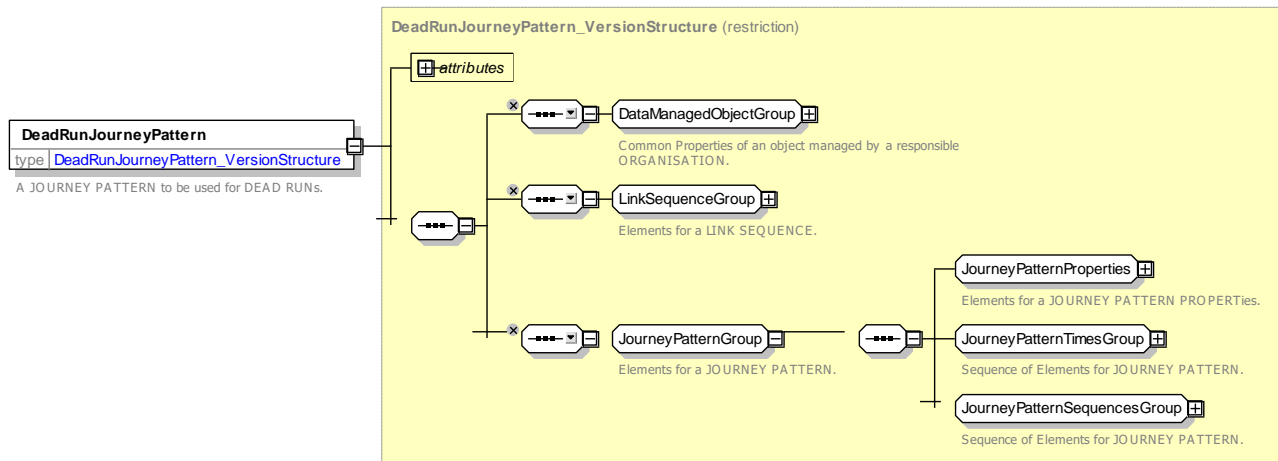 DeadRunJourneyPattern_VersionStructure (restriction)
attributes
DeadRunJourneyPattern
type DeadRunJourneyPattern_VersionStructure
A JOURNEY PATTERN to be used for DEAD RUNs.
DataManagedObjectGroup
Common Properties of an object managed by a responsible
ORGANISATION.
LinkSequenceGroup
Elements for a LINK SEQUENCE.
JourneyPatternGroup
Elements for a JOURNEY PATTERN.
JourneyPatternProperties
Elements for a JOURNEY PATTERN PROPERTies.
JourneyPatternTimesGroup
Sequence of Elements for JOURNEY PATTERN.
JourneyPatternSequencesGroup
Sequence of Elements for JOURNEY PATTERN.